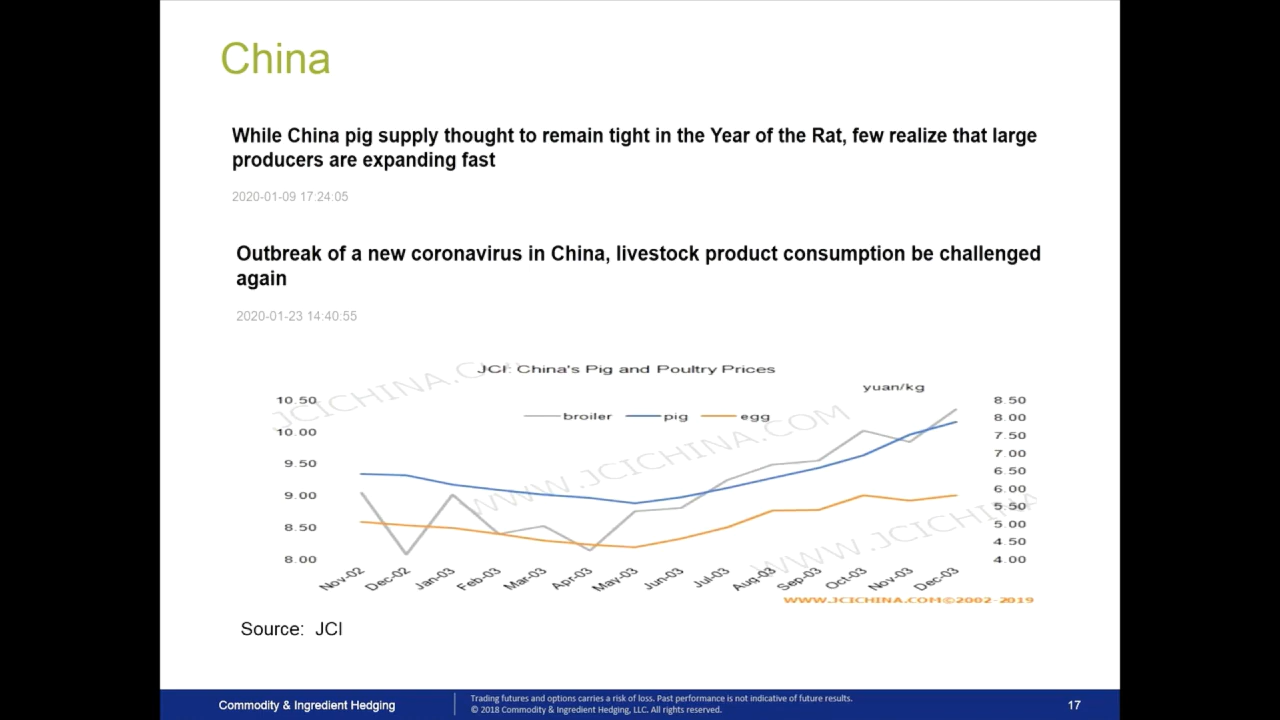 China
While China pig supply thought to remain tight in the Year of the Rat, few realize that large
producers are expanding fast
2020-01-09 17:24:05
Outbreak of a new coronavirus in China, livestock product consumption be challenged
again
2020-01-23 14:40:55
JCI: China's Pig and Poultry Prices
yuan/kg
broiler pig egg
10.50 8.50
10.00 8.00
7.50
9.50 7.00
6.50
9.00 6.00
5.50
8.50 5.00
4.50
8.00 4.00
Nov-02 Dec-02 Jan-03 Feb-03 Mar-03 Apr-03 May-03 Jun-03 Jul-03 Aug-03 Sep-03 Oct-03 Nov-03 Dec-03
JCICHINA.C
WWW.JCICHINA.COM
WWW.JCICHINA
WWW.JCICHINA.COM©2002-2019
Source: JCI
Commodity & Ingredient Hedging
Trading futures and options carries a risk of loss. Past performance is not indicative of future results.
© 2018 Commodity & Ingredient Hedging, LLC. All rights reserved.
17